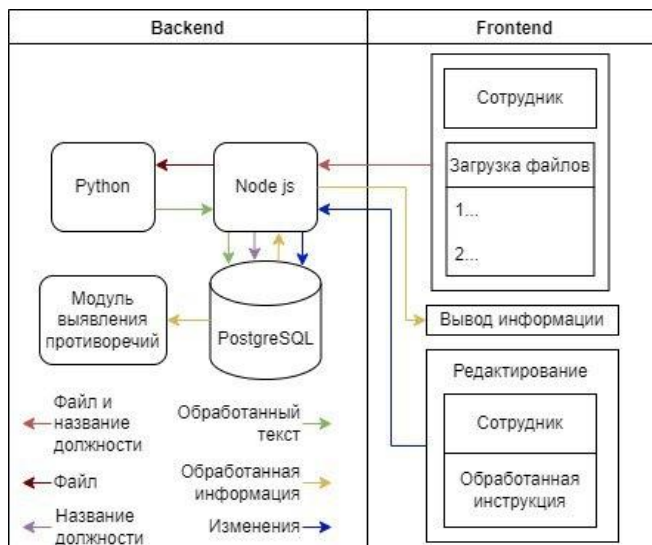 Backend
Frontend
Сотрудник
Загрузка файлов
1...
2...
Python
Node js
Модуль
выявления
противоречий
PostgreSQL
Вывод информации
Редактирование
Сотрудник
Обработанная
инструкция
Файл и
название
должности
Обработанный
текст
Файл
Обработанная
информация
Название
должности
Изменения